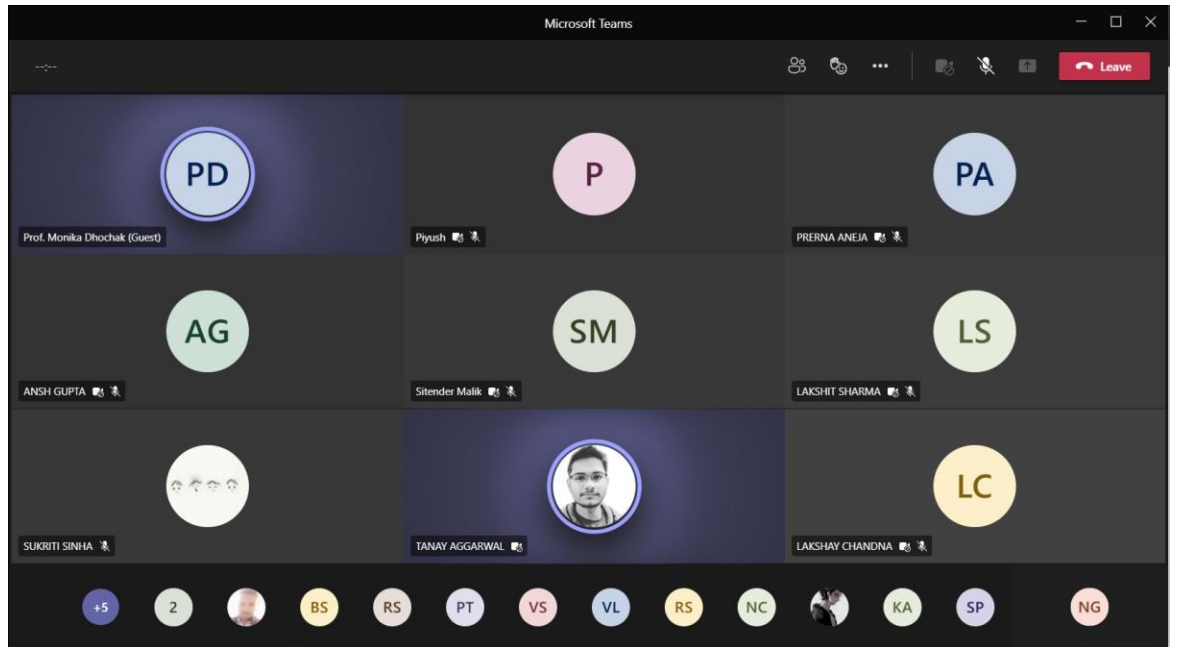 Microsoft Teams
--:--
Leave
PD
P
PA
Prof. Monika Dhochak (Guest)
Piyush
PRERNA ANEJA
AG
SM
LS
ANSH GUPTA
Sitender Malik
LAKSHIT SHARMA
LC
SUKRITI SINHA
TANAY AGGARWAL
LAKSHAY CHANDNA
+5 2 BS RS PT VS VL RS NC KA SP NG